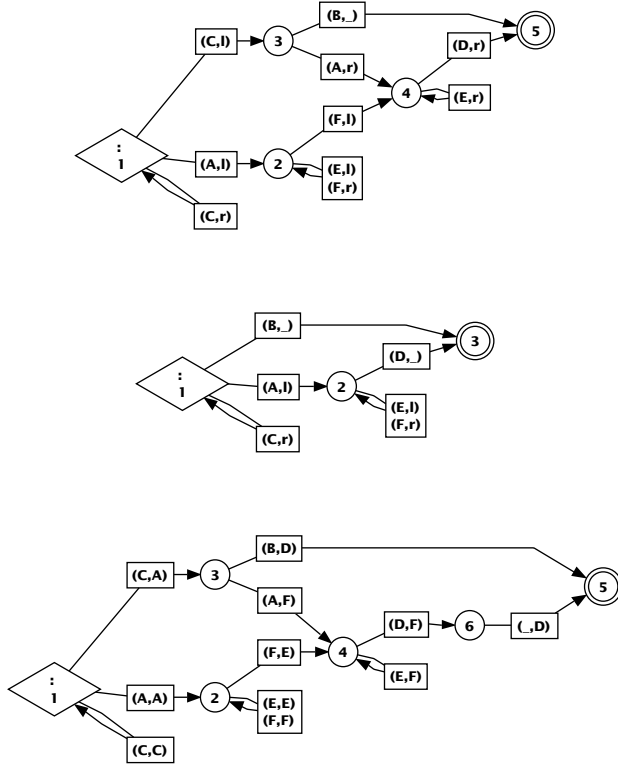 (B,_)
5
(C,l)
3
(D,r)
(A,r)
4
(E,r)
(F,l)
:
1
(A,l)
2
(E,l)
(F,r)
(C,r)
(B,_)
3
(D,_)
:
1
(A,l)
2
(E,l)
(F,r)
(C,r)
(B,D)
(C,A)
3
5
(A,F)
(D,F)
6
(_,D)
(F,E)
4
(E,F)
:
1
(A,A)
2
(E,E)
(F,F)
(C,C)